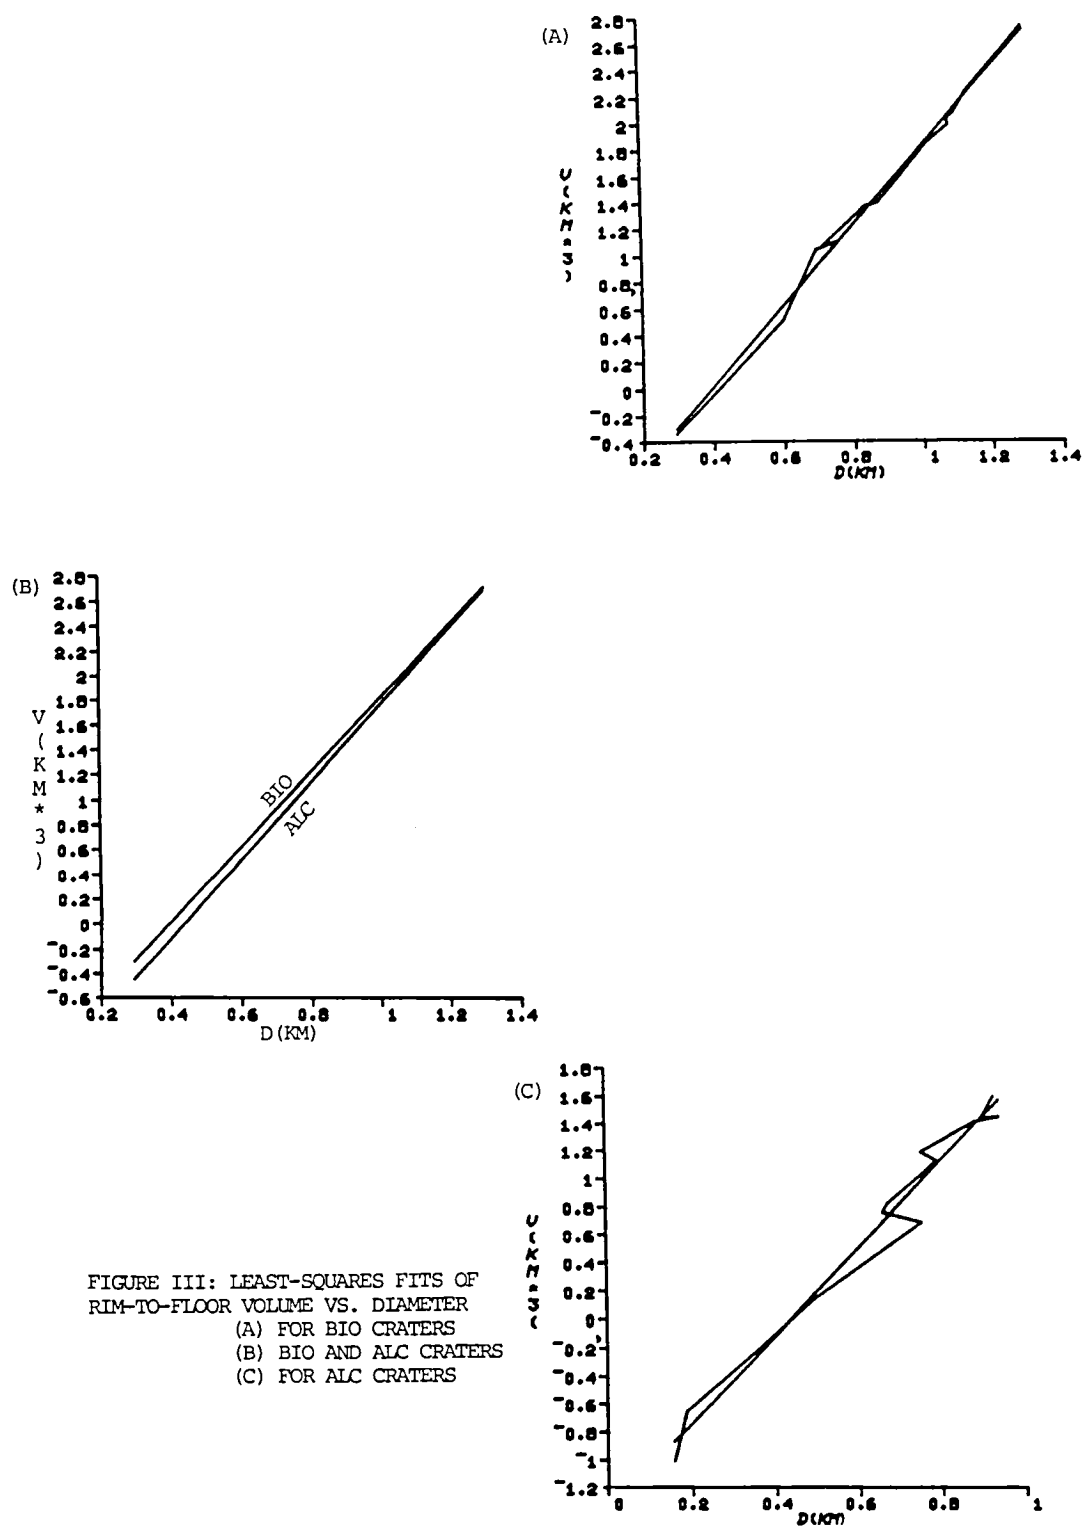 (A)
2.8
2.6
2.4
2.2
2
1.8
1.6
1.4
1.2
1
0.8
0.6
0.4
0.2
0
-0.2
-0.4
V(KM*3)
0.2 0.4 0.6 0.8 1 1.2 1.4
D(KM)
(B)
2.8
2.6
2.4
2.2
2
1.8
1.6
1.4
1.2
1
0.8
0.6
0.4
0.2
0
-0.2
-0.4
-0.6
V(KM*3)
BIO
ALC
0.2 0.4 0.6 0.8 1 1.2 1.4
D(KM)
(C)
1.8
1.6
1.4
1.2
1
0.8
0.6
0.4
0.2
0
-0.2
-0.4
-0.6
-0.8
-1
-1.2
V(KM*3(
0 0.2 0.4 0.6 0.8 1
D(KM)
FIGURE III: LEAST-SQUARES FITS OF
RIM-TO-FLOOR VOLUME VS. DIAMETER
(A) FOR BIO CRATERS
(B) BIO AND ALC CRATERS
(C) FOR ALC CRATERS